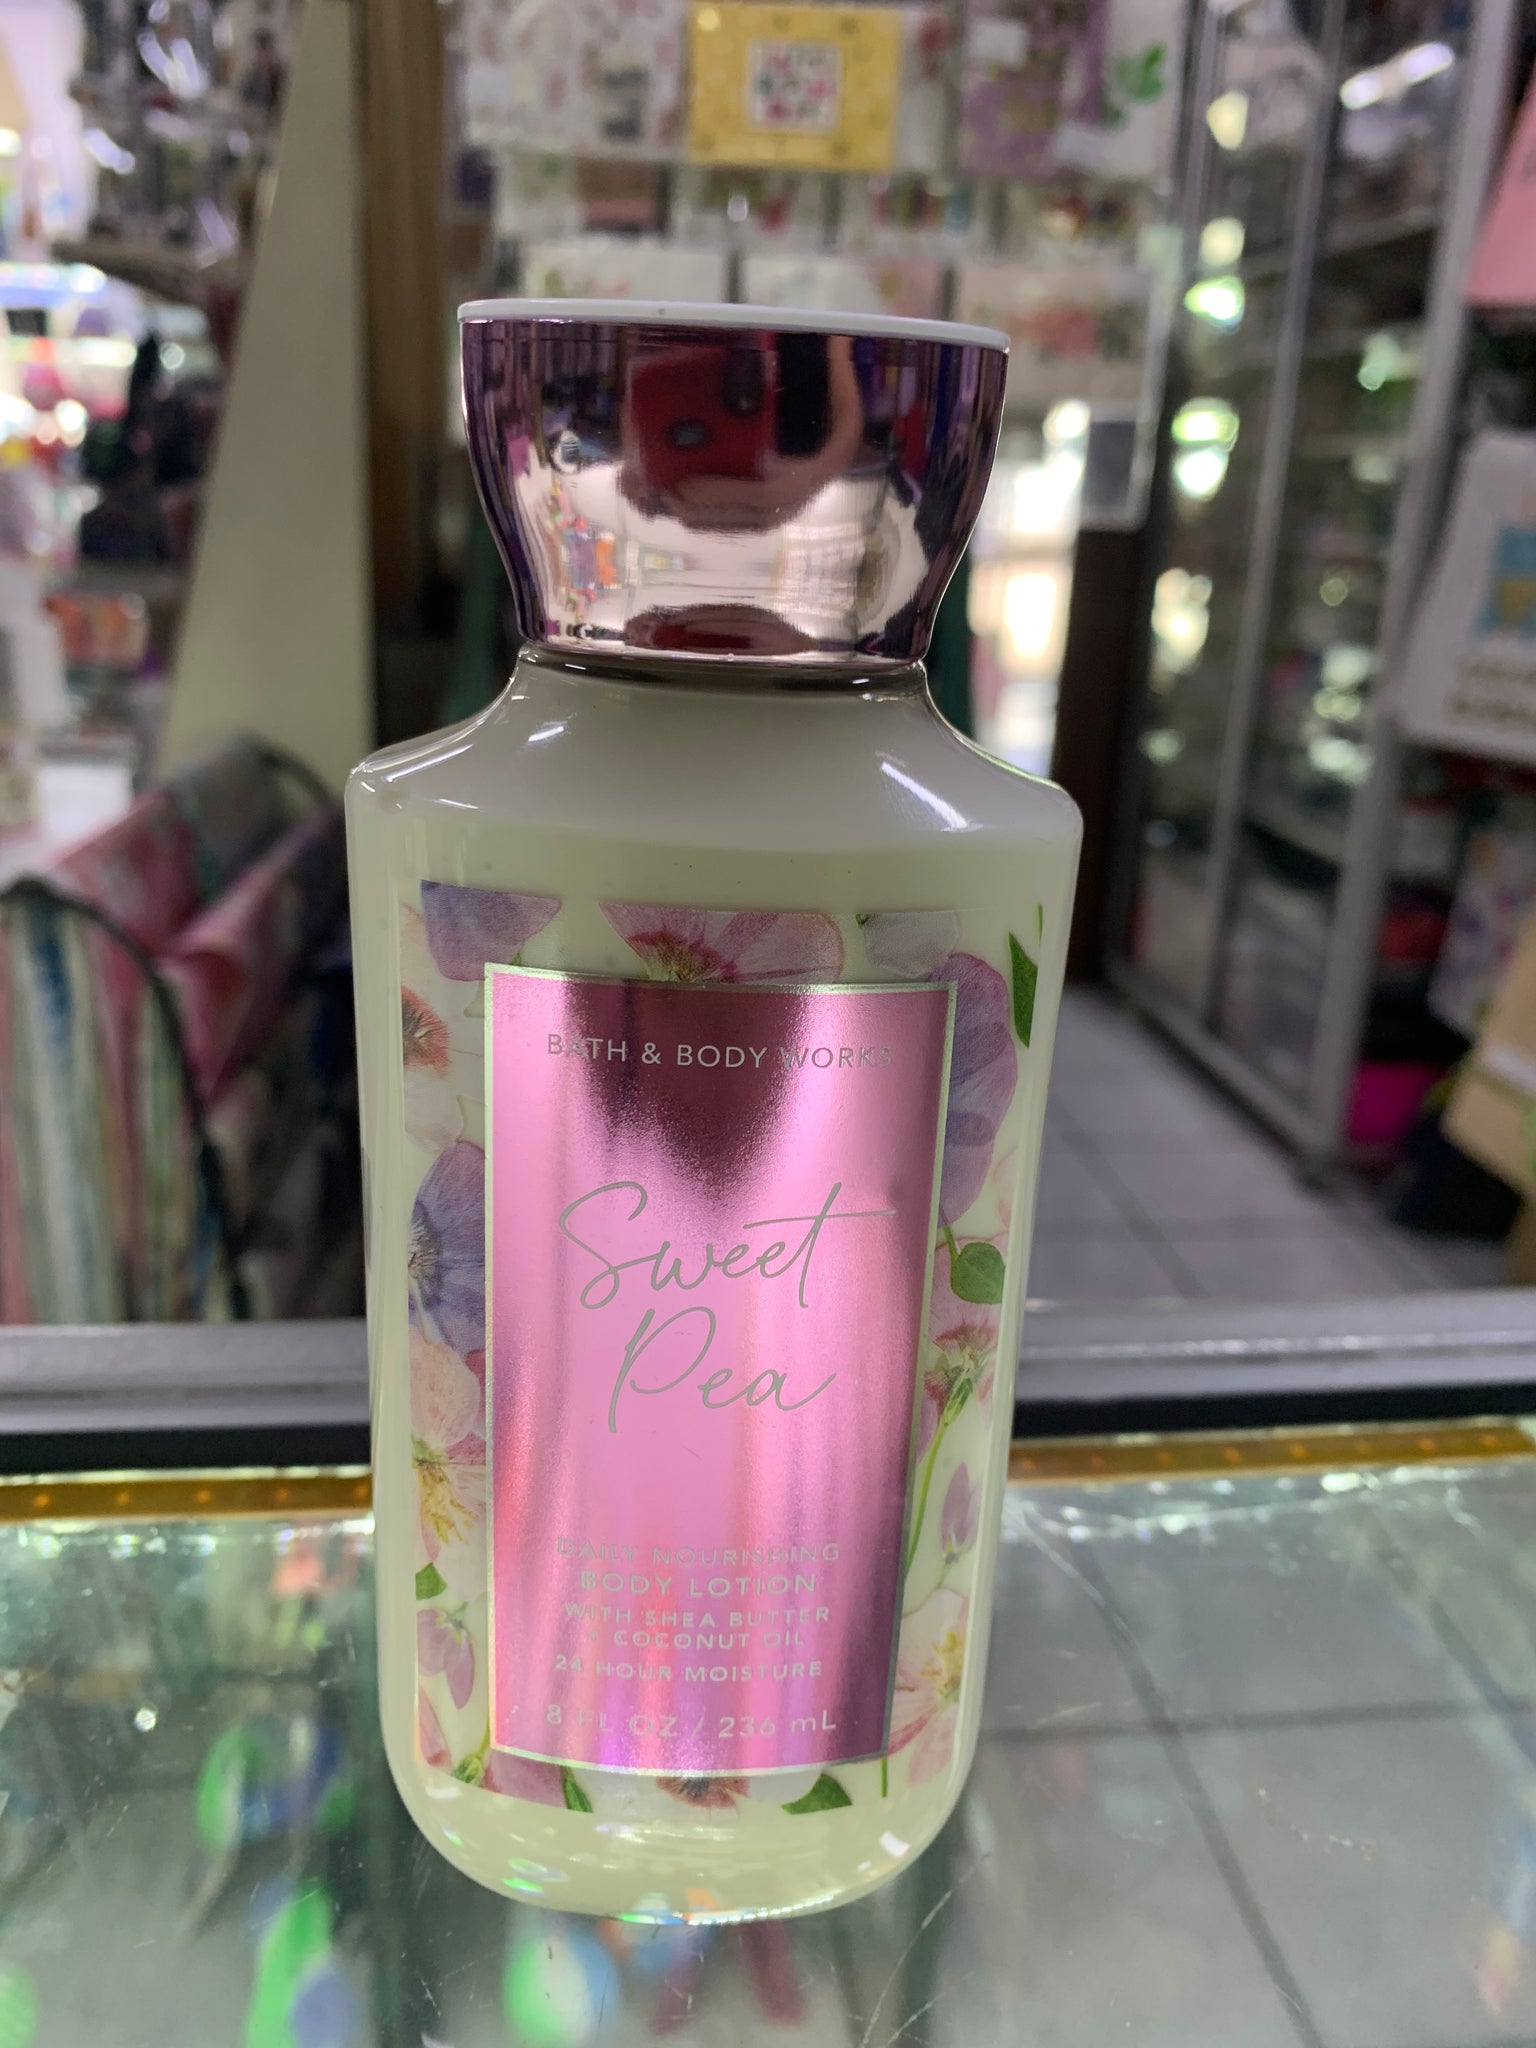 BATH & BODY WORKS
Sweet
Pea
DAILY NOURISHING
BODY LOTION
WITH SHEA BUTTER
+ COCONUT OIL
24 HOUR MOISTURE
8 FL OZ / 236 mL